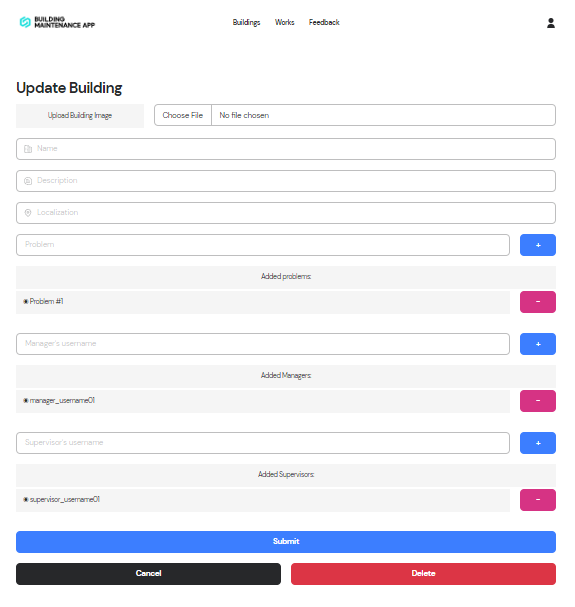 BUILDING
MAINTENANCE APP
Buildings Works Feedback
Update Building
Upload Building Image Choose File No file chosen
Name
Description
Localization
Problem +
Added problems:
Problem #1 −
Manager's username +
Added Managers:
manager_username01 −
Supervisor's username +
Added Supervisors:
supervisor_username01 −
Submit
Cancel Delete